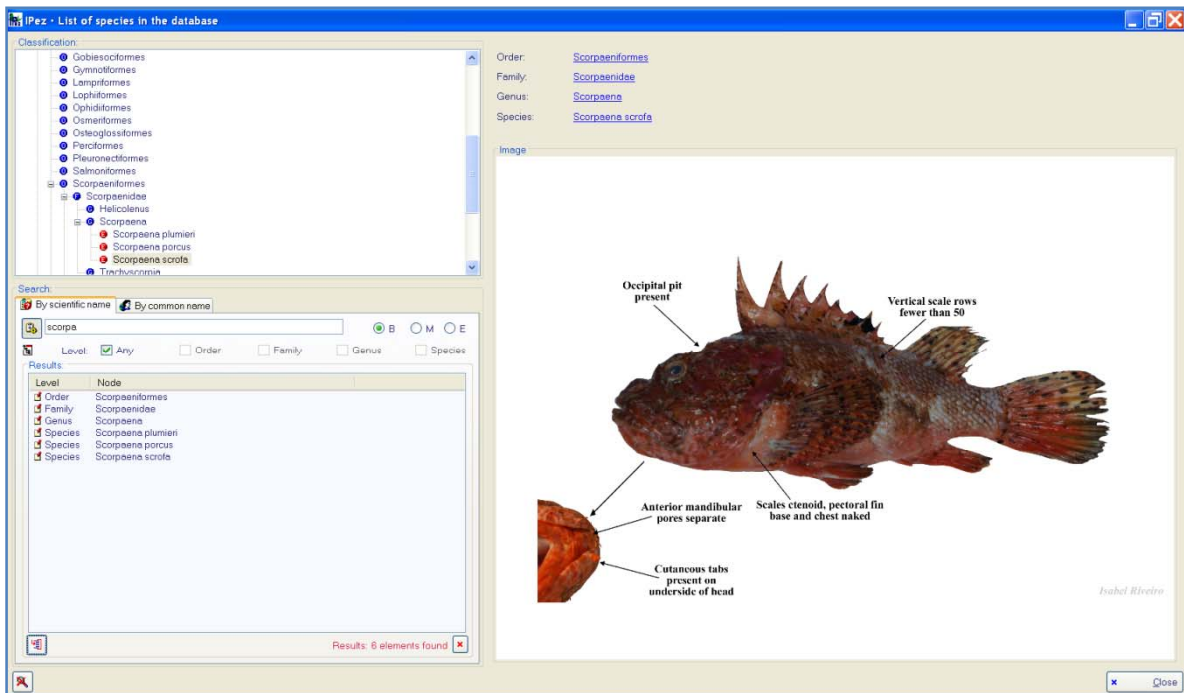 IPez - List of species in the database
Classification:
Gobiesociformes
Gymnotiformes
Lampriformes
Lophiiformes
Ophidiiformes
Osmeriformes
Osteoglossiformes
Perciformes
Pleuronectiformes
Salmoniformes
Scorpaeniformes
Scorpaenidae
Helicolenus
Scorpaena
Scorpaena plumieri
Scorpaena porcus
Scorpaena scrofa
Trachyscorpia
Search:
By scientific name
By common name
scorpa
B M E
Level: Any Order Family Genus Species
Results:
Level Node
Order Scorpaeniformes
Family Scorpaenidae
Genus Scorpaena
Species Scorpaena plumieri
Species Scorpaena porcus
Species Scorpaena scrofa
Results: 6 elements found
Order: Scorpaeniformes
Family: Scorpaenidae
Genus: Scorpaena
Species: Scorpaena scrofa
Image
Occipital pit
present
Vertical scale rows
fewer than 50
Anterior mandibular
pores separate
Scales ctenoid, pectoral fin
base and chest naked
Cutaneous tabs
present on
underside of head
Isabel Riveiro
Close